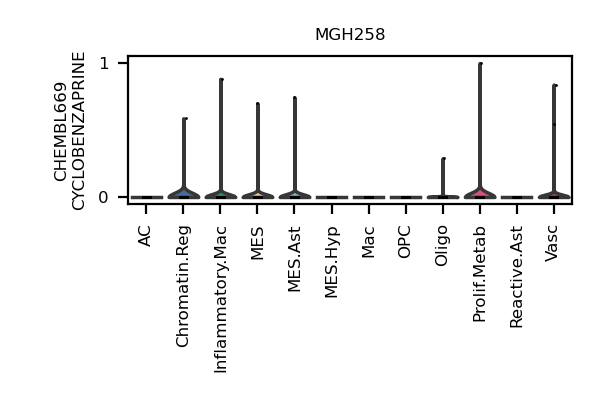 MGH258
CHEMBL669
CYCLOBENZAPRINE
1
0
AC
Chromatin.Reg
Inflammatory.Mac
MES
MES.Ast
MES.Hyp
Mac
OPC
Oligo
Prolif.Metab
Reactive.Ast
Vasc